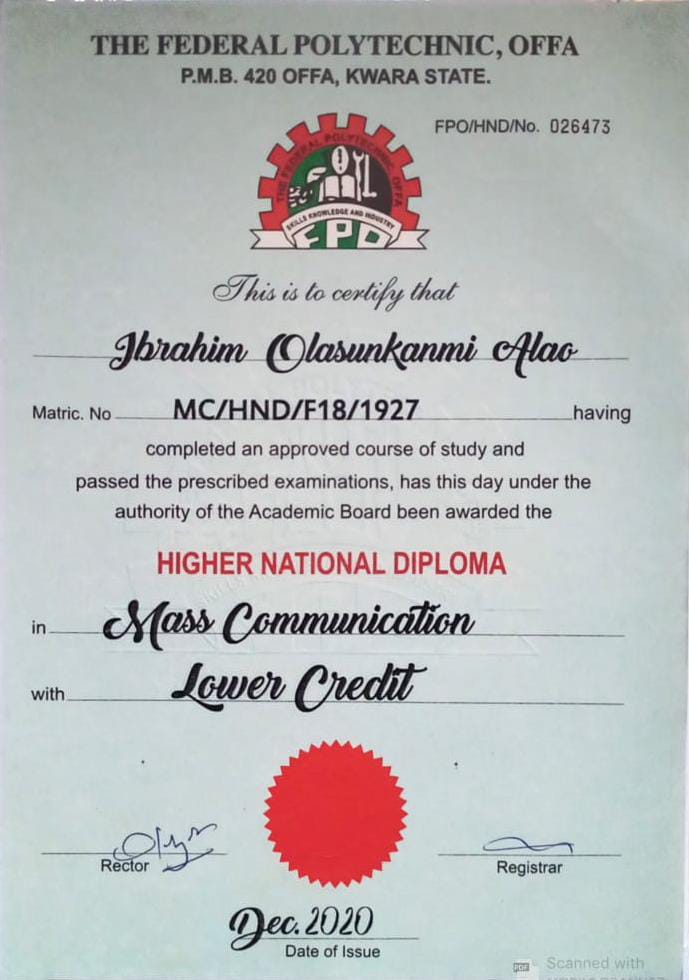 THE FEDERAL POLYTECHNIC, OFFA
P.M.B. 420 OFFA, KWARA STATE.
FPO/HND/No. 026473
THE FEDERAL POLYTECHNIC, OFFA
SKILLS KNOWLEDGE AND INDUSTRY
FPO
This is to certify that
Ibrahim Olasunkanmi Alao
Matric. No MC/HND/F18/1927 having
completed an approved course of study and
passed the prescribed examinations, has this day under the
authority of the Academic Board been awarded the
HIGHER NATIONAL DIPLOMA
in Mass Communication
with Lower Credit
Rector
Registrar
Dec. 2020
Date of Issue
PDF Scanned with